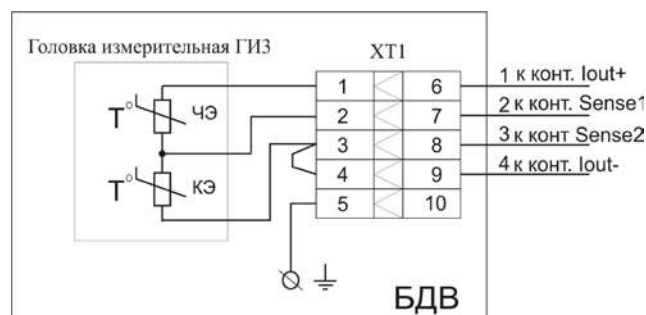 Головка измерительная ГИЗ
XT1
T°
ЧЭ
T°
КЭ
1 6
2 7
3 8
4 9
5 10
1 к конт. Iout+
2 к конт. Sense1
3 к конт Sense2
4 к конт. Iout-
БДВ